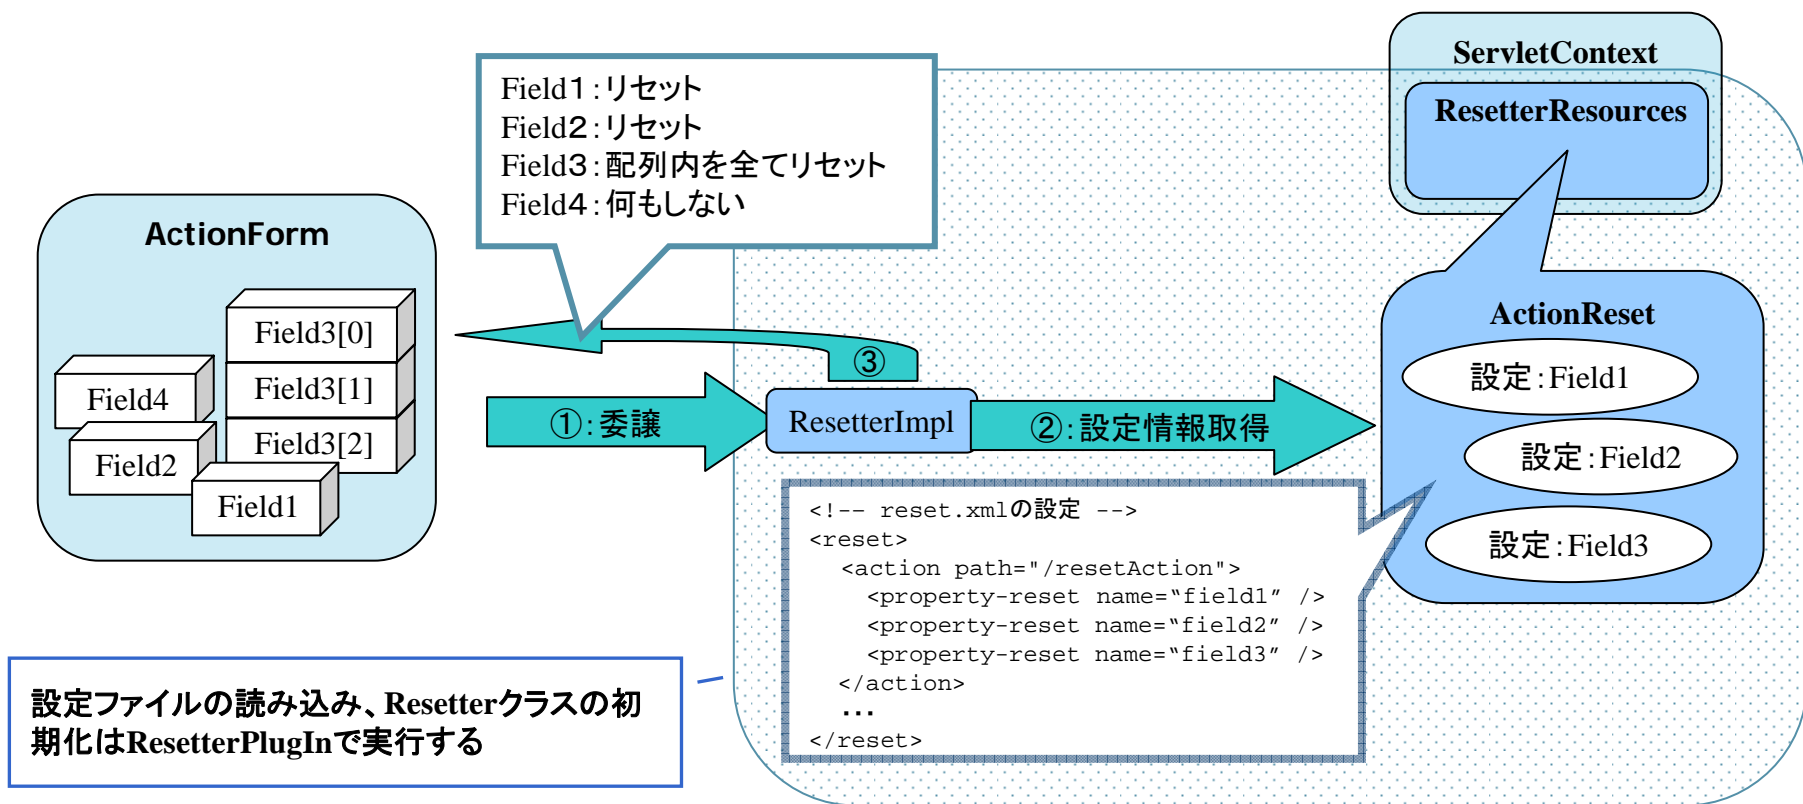 Field1:リセット
Field2:リセット
Field3:配列内を全てリセット
Field4:何もしない
ServletContext
ResetterResources
ActionForm
Field3[0]
Field3[1]
Field3[2]
Field4
Field2
Field1
③
①:委譲
ResetterImpl
②:設定情報取得
ActionReset
設定:Field1
設定:Field2
設定:Field3
<!-- reset.xmlの設定 -->
<reset>
<action path="/resetAction">
<property-reset name=“field1” />
<property-reset name=“field2” />
<property-reset name=“field3” />
</action>
・・・
</reset>
設定ファイルの読み込み、Resetterクラスの初
期化はResetterPlugInで実行する